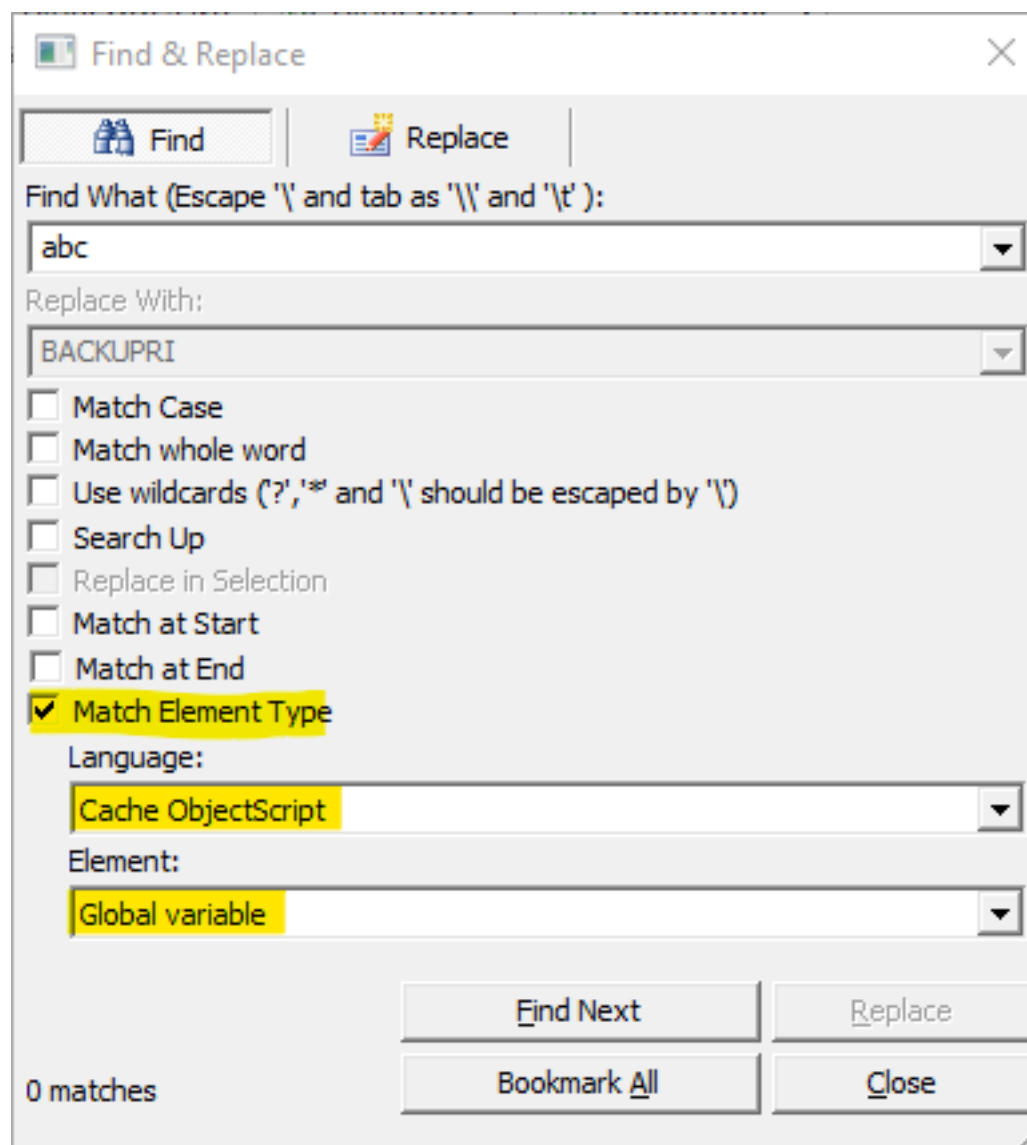 Find & Replace
Find
Replace
Find What (Escape '\' and tab as '\\' and '\t' ):
abc
Replace With:
BACKUPRI
Match Case
Match whole word
Use wildcards ('?','*' and '\' should be escaped by '\')
Search Up
Replace in Selection
Match at Start
Match at End
Match Element Type
Language:
Cache ObjectScript
Element:
Global variable
Find Next
Replace
0 matches
Bookmark All
Close